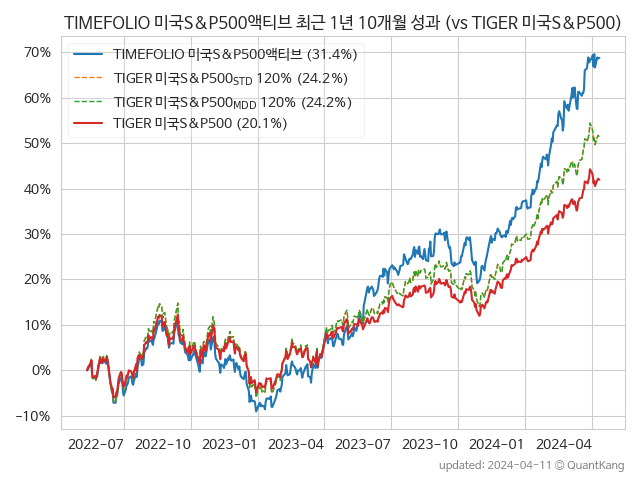 TIMEFOLIO 미국S&P500액티브 최근 1년 10개월 성과 (vs TIGER 미국S&P500)
TIMEFOLIO 미국S&P500액티브 (31.4%)
TIGER 미국S&P500STD 120% (24.2%)
TIGER 미국S&P500MDD 120% (24.2%)
TIGER 미국S&P500 (20.1%)
70%
60%
50%
40%
30%
20%
10%
0%
−10%
2022-07 2022-10 2023-01 2023-04 2023-07 2023-10 2024-01 2024-04
updated: 2024-04-11 © QuantKang